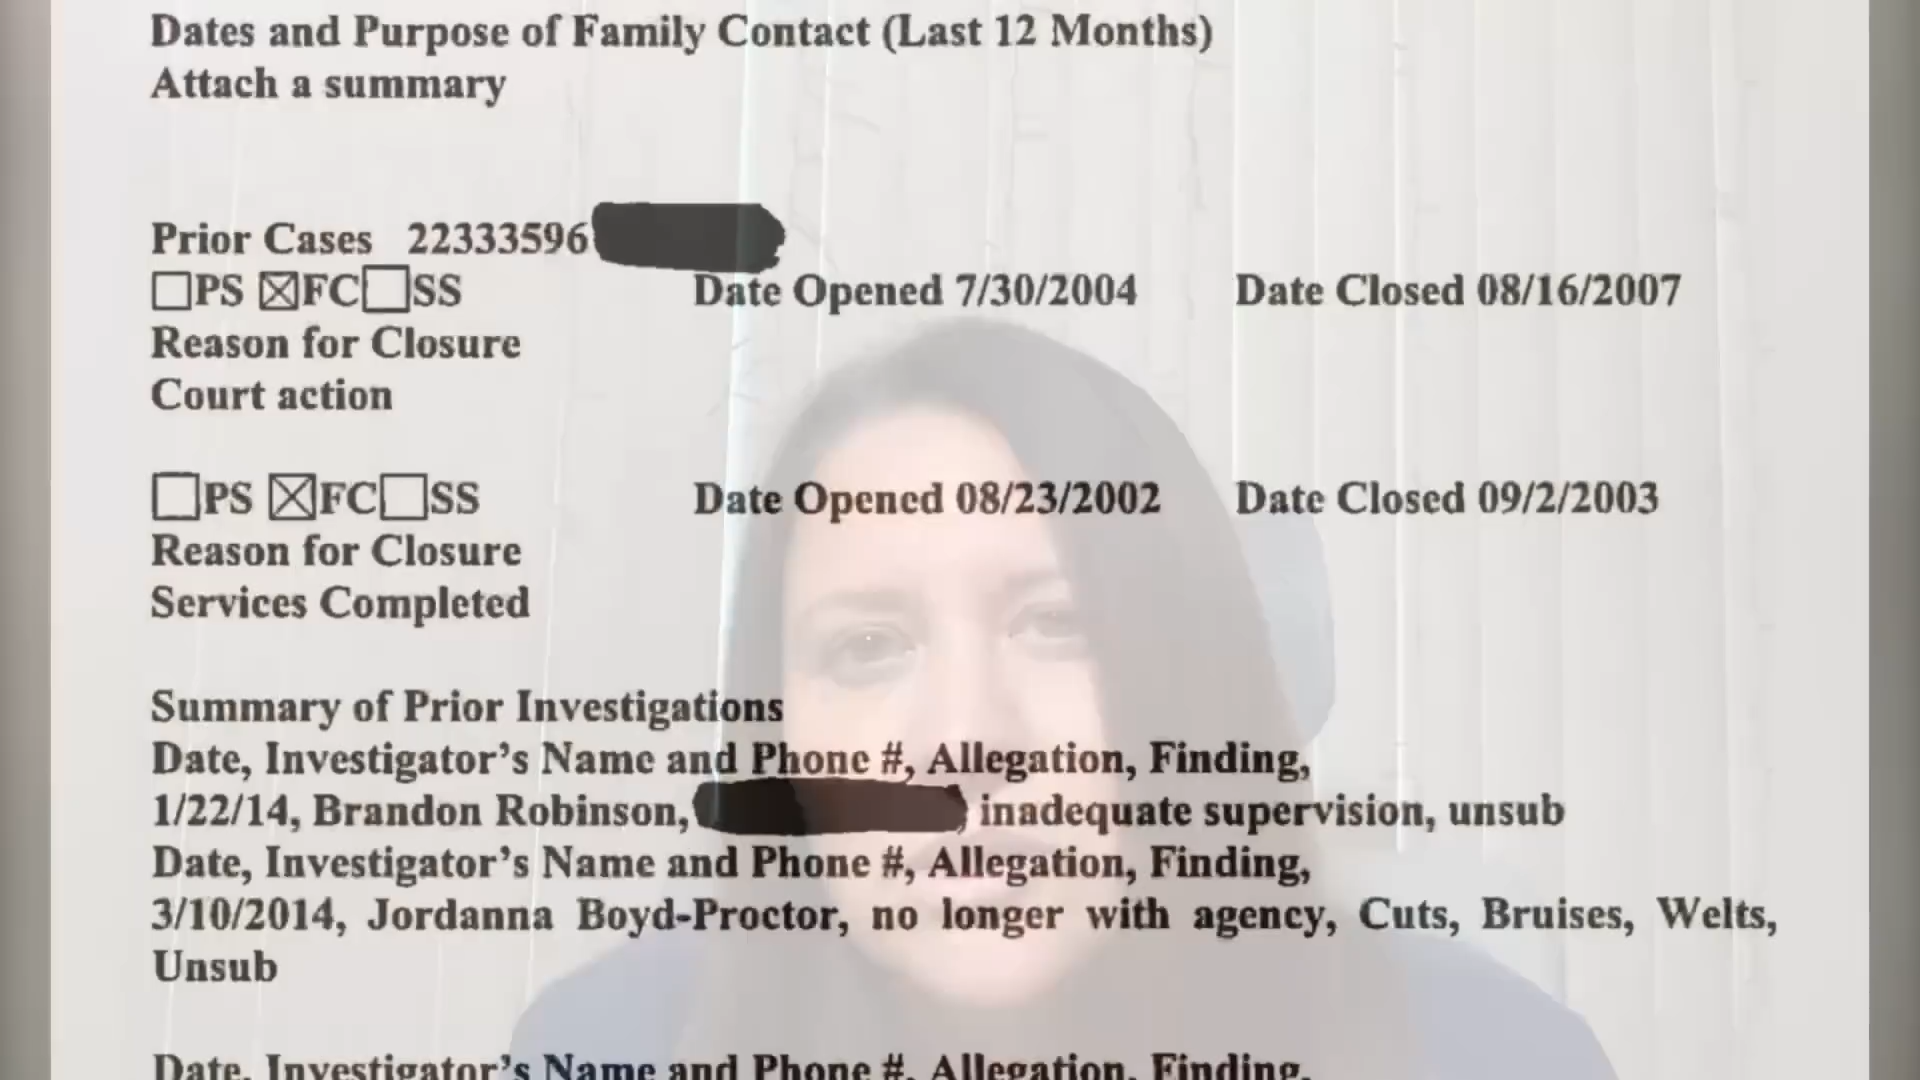 Dates and Purpose of Family Contact (Last 12 Months)
Attach a summary
Prior Cases 22333596
☐PS ☒FC☐SS Date Opened 7/30/2004 Date Closed 08/16/2007
Reason for Closure
Court action
☐PS ☒FC☐SS Date Opened 08/23/2002 Date Closed 09/2/2003
Reason for Closure
Services Completed
Summary of Prior Investigations
Date, Investigator's Name and Phone #, Allegation, Finding,
1/22/14, Brandon Robinson, inadequate supervision, unsub
Date, Investigator's Name and Phone #, Allegation, Finding,
3/10/2014, Jordanna Boyd-Proctor, no longer with agency, Cuts, Bruises, Welts,
Unsub
Date, Investigator's Name and Phone #, Allegation, Finding,